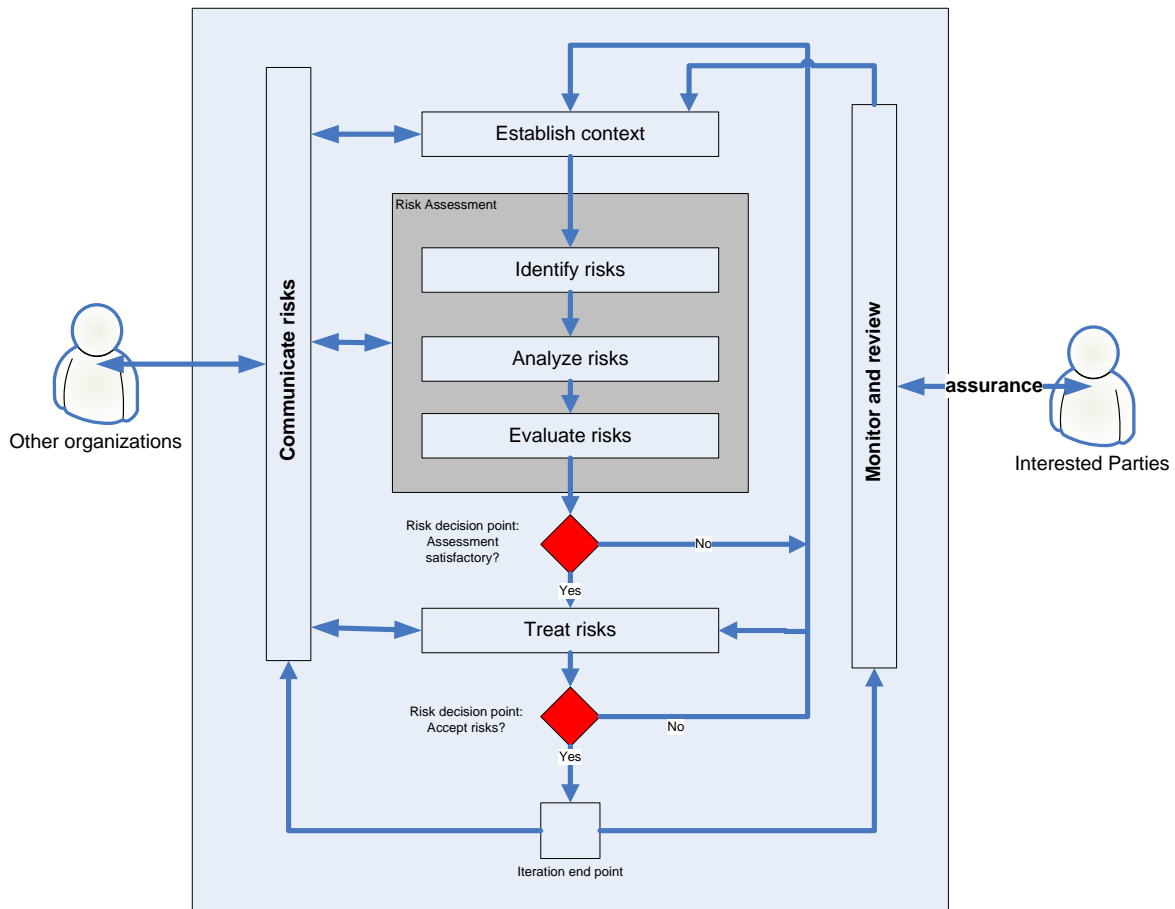 Establish context
Risk Assessment
Identify risks
Communicate risks
Analyze risks
Monitor and review
assurance
Other organizations
Evaluate risks
Interested Parties
Risk decision point:
Assessment
satisfactory?
No
Yes
Treat risks
Risk decision point:
Accept risks?
No
Yes
Iteration end point